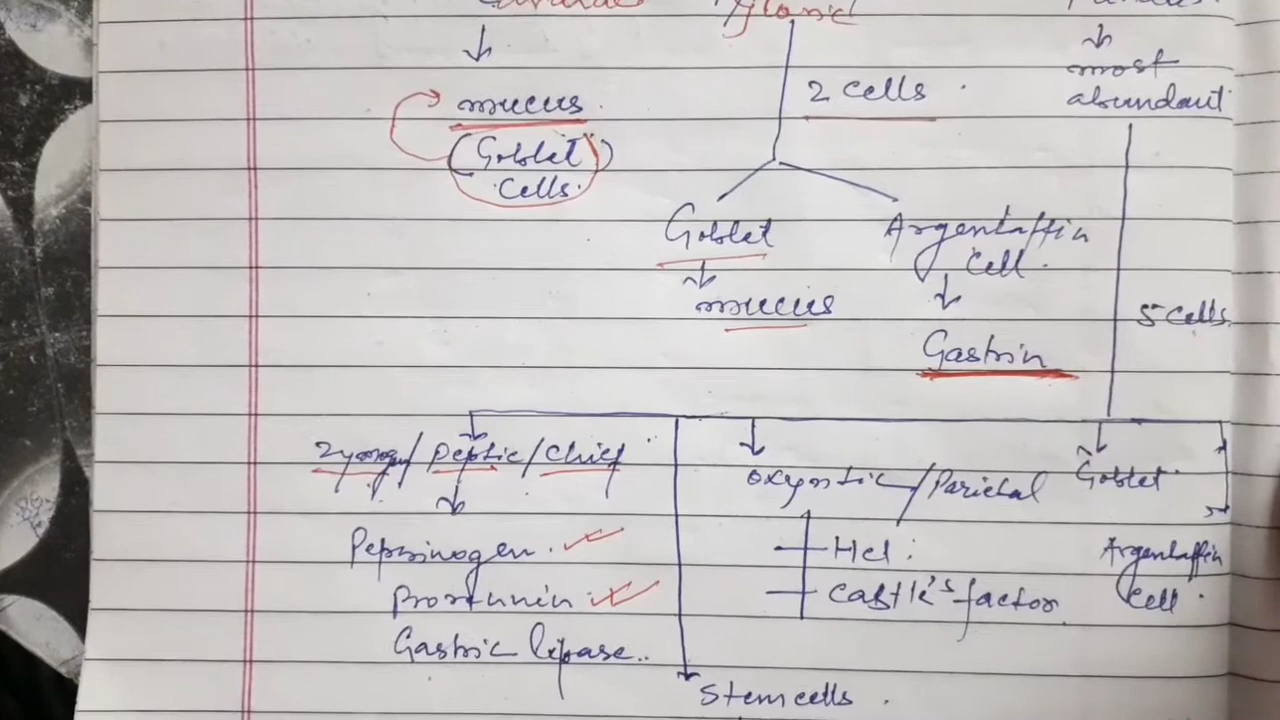 gland
most
abundant
2 cells
mucus
(Goblet)
cells.
Goblet
Argentaffin
cell.
mucus
5 cells
Gastrin
Zymogen/Peptic/Chief
oxyntic/Parietal
Goblet
Pepsinogen.
Hcl
Argentaffin
cell.
Prorennin
castle's factor
Gastric lipase..
Stem cells